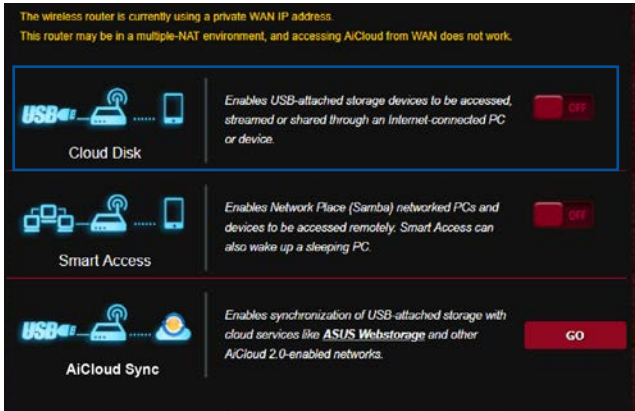 The wireless router is currently using a private WAN IP address.
This router may be in a multiple-NAT environment, and accessing AiCloud from WAN does not work.
USB
Cloud Disk
Enables USB-attached storage devices to be accessed,
streamed or shared through an Internet-connected PC
or device.
OFF
Smart Access
Enables Network Place (Samba) networked PCs and
devices to be accessed remotely. Smart Access can
also wake up a sleeping PC.
OFF
USB
AiCloud Sync
Enables synchronization of USB-attached storage with
cloud services like ASUS Webstorage and other
AiCloud 2.0-enabled networks.
GO